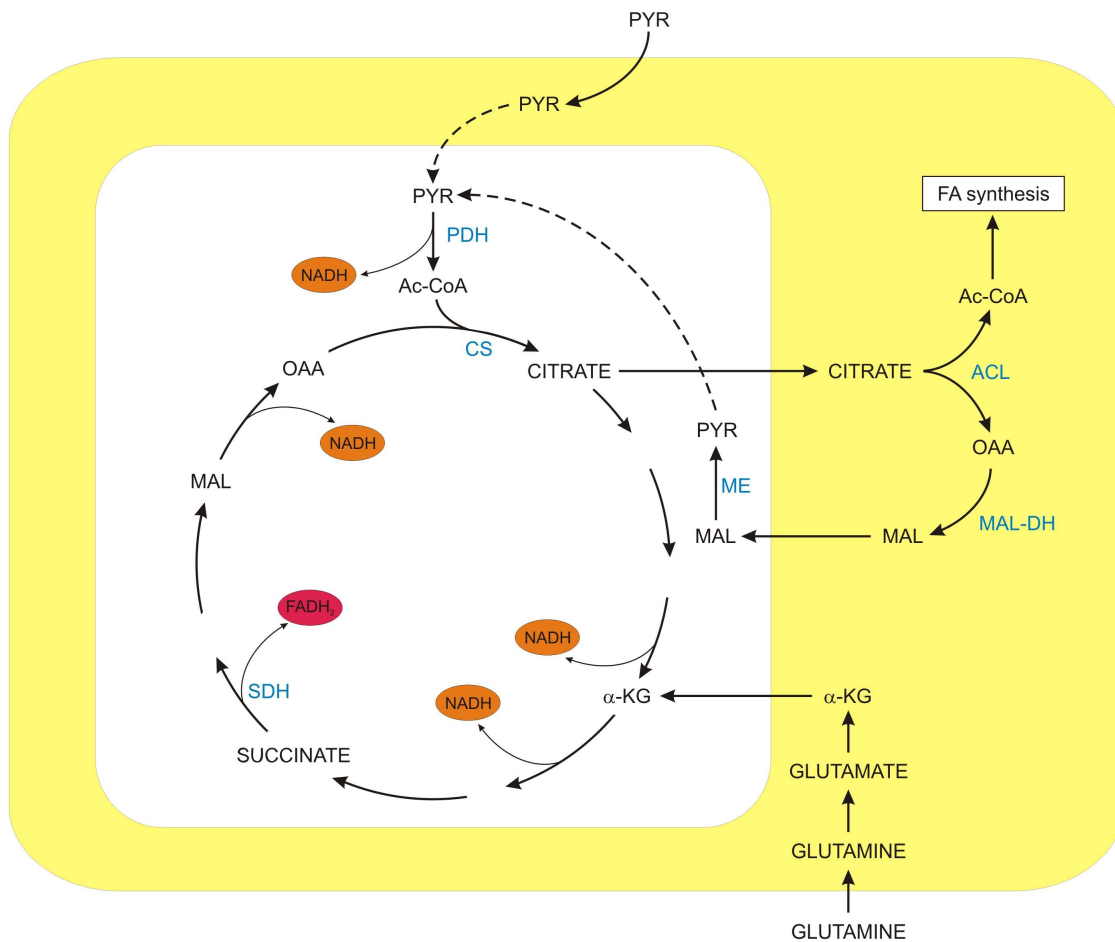 PYR
PYR
PYR
PDH
NADH
Ac-CoA
FA synthesis
Ac-CoA
CS
OAA
CITRATE
CITRATE
ACL
NADH
PYR
OAA
MAL
ME
MAL
MAL
MAL-DH
FADH₂
NADH
SDH
NADH
α-KG
α-KG
SUCCINATE
GLUTAMATE
GLUTAMINE
GLUTAMINE